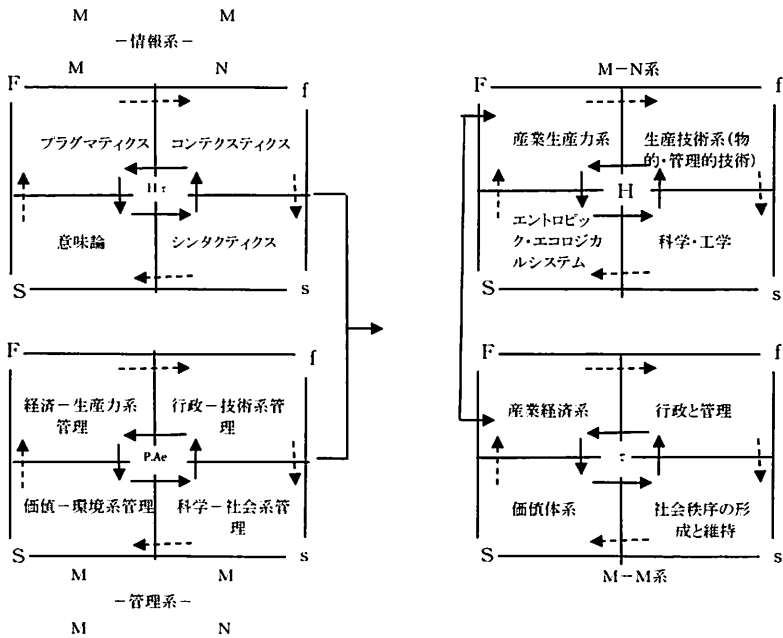 M M
－情報系－
M N
F f
プラグマティクス コンテクスティクス
H τ
意味論 シンタクティクス
S s
F f
経済－生産力系
管理
行政－技術系管
理
P.Ae
価値－環境系管理
科学－社会系管
理
S s
M M
－管理系－
M N
M－N系
F f
産業生産力系
生産技術系(物
的・管理的技術)
H
エントロピッ
ク・エコロジカ
ルシステム
科学・工学
S s
F f
産業経済系 行政と管理
τ
価値体系
社会秩序の形
成と維持
S s
M－M系